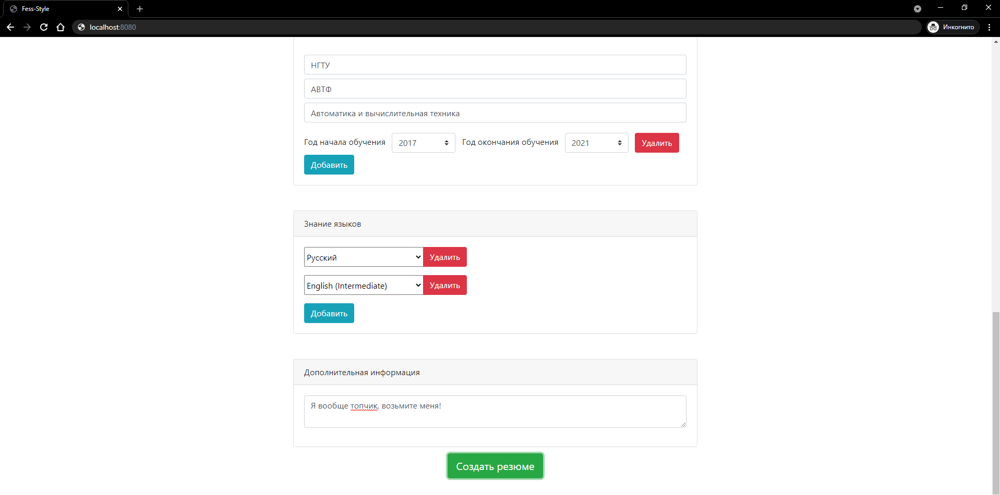 Fess-Style
localhost:8080
Инкогнито
НГТУ
АВТФ
Автоматика и вычислительная техника
Год начала обучения 2017 Год окончания обучения 2021 Удалить
Добавить
Знание языков
Русский Удалить
English (Intermediate) Удалить
Добавить
Дополнительная информация
Я вообще топчик, возьмите меня!
Создать резюме